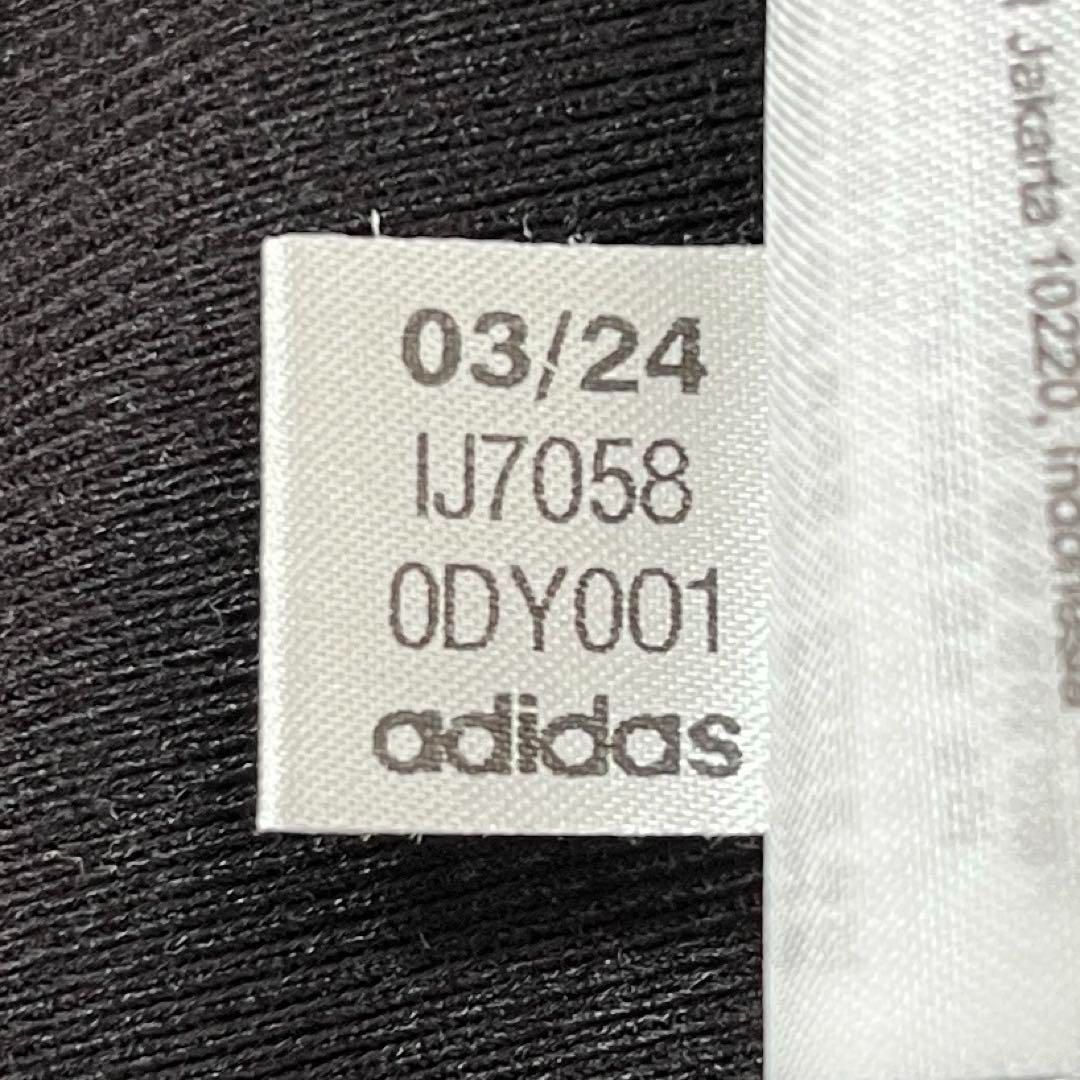 03/24
IJ7058
0DY001
adidas
Jakarta 10220, Indonesia